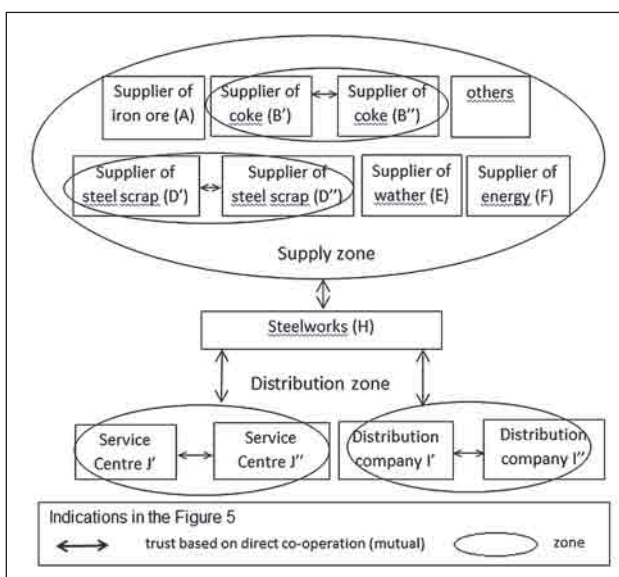 Supplier of
iron ore (A)
Supplier of
coke (B')
Supplier of
coke (B'')
others
Supplier of
steel scrap (D')
Supplier of
steel scrap (D'')
Supplier of
wather (E)
Supplier of
energy (F)
Supply zone
Steelworks (H)
Distribution zone
Service
Centre J'
Service
Centre J''
Distribution
company I'
Distribution
company I''
Indications in the Figure 5
trust based on direct co-operation (mutual)
zone